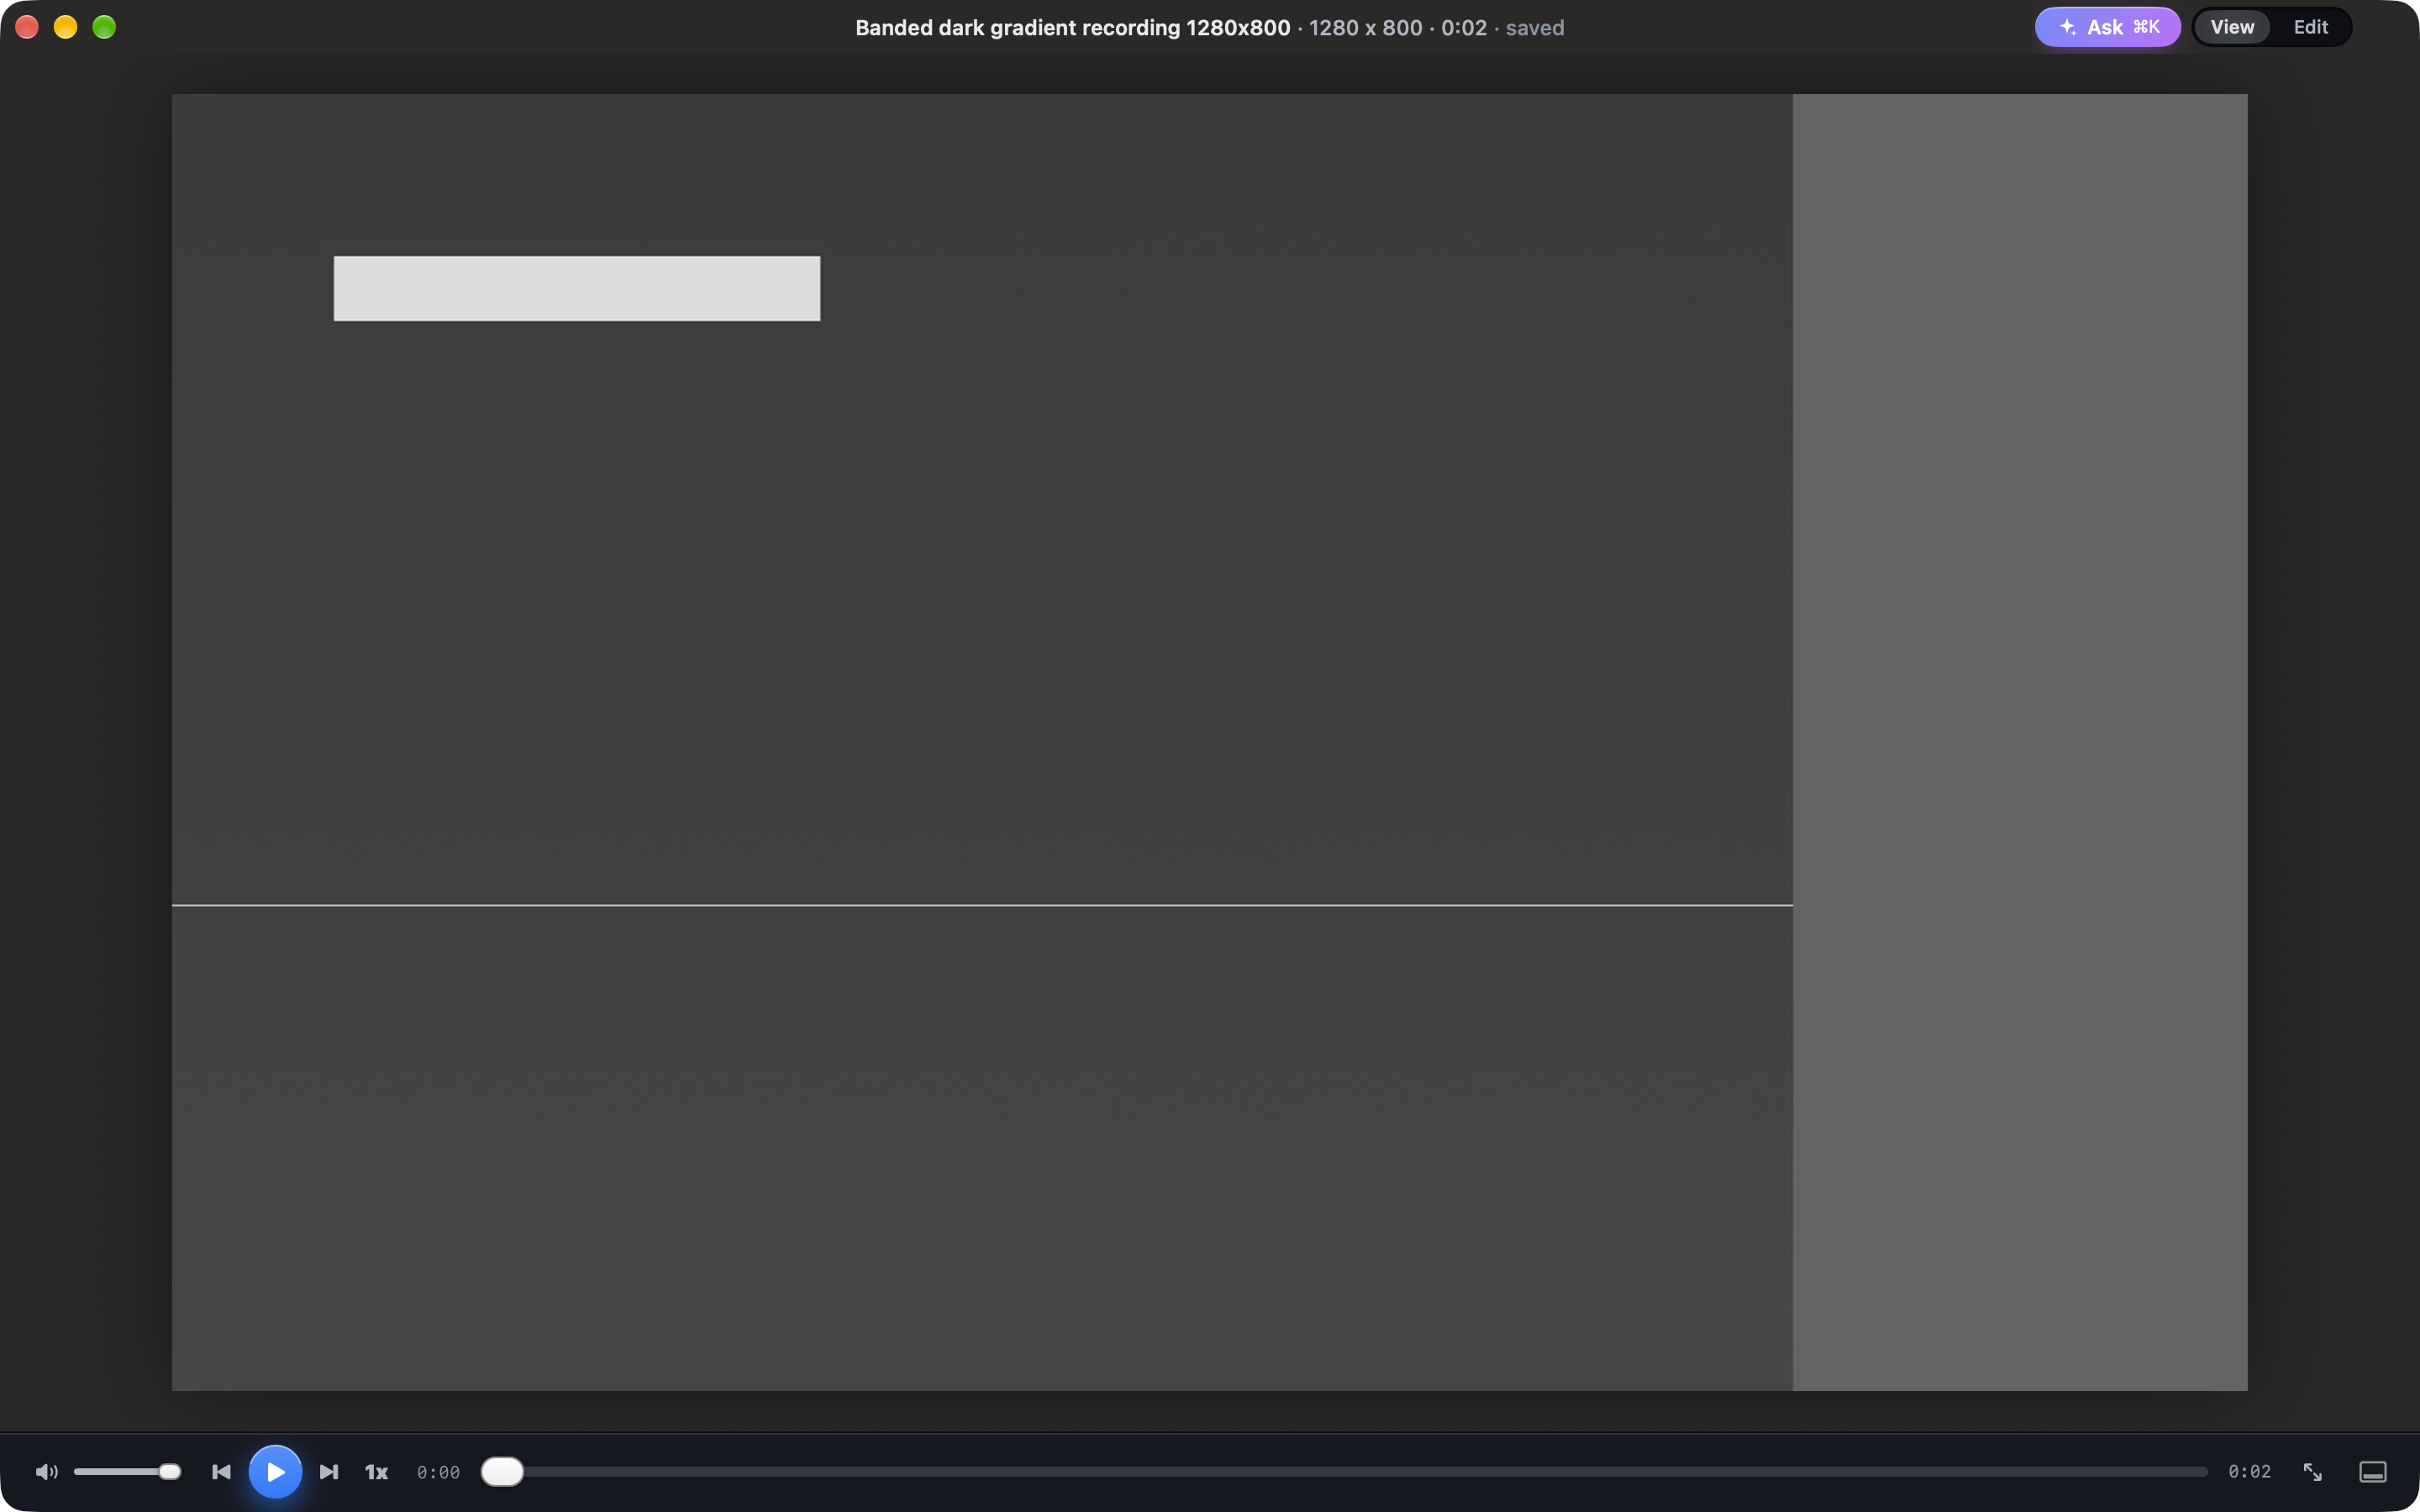 Banded dark gradient recording 1280x800 · 1280 x 800 · 0:02 · saved
Ask ⌘K
View
Edit
1x
0:00
0:02